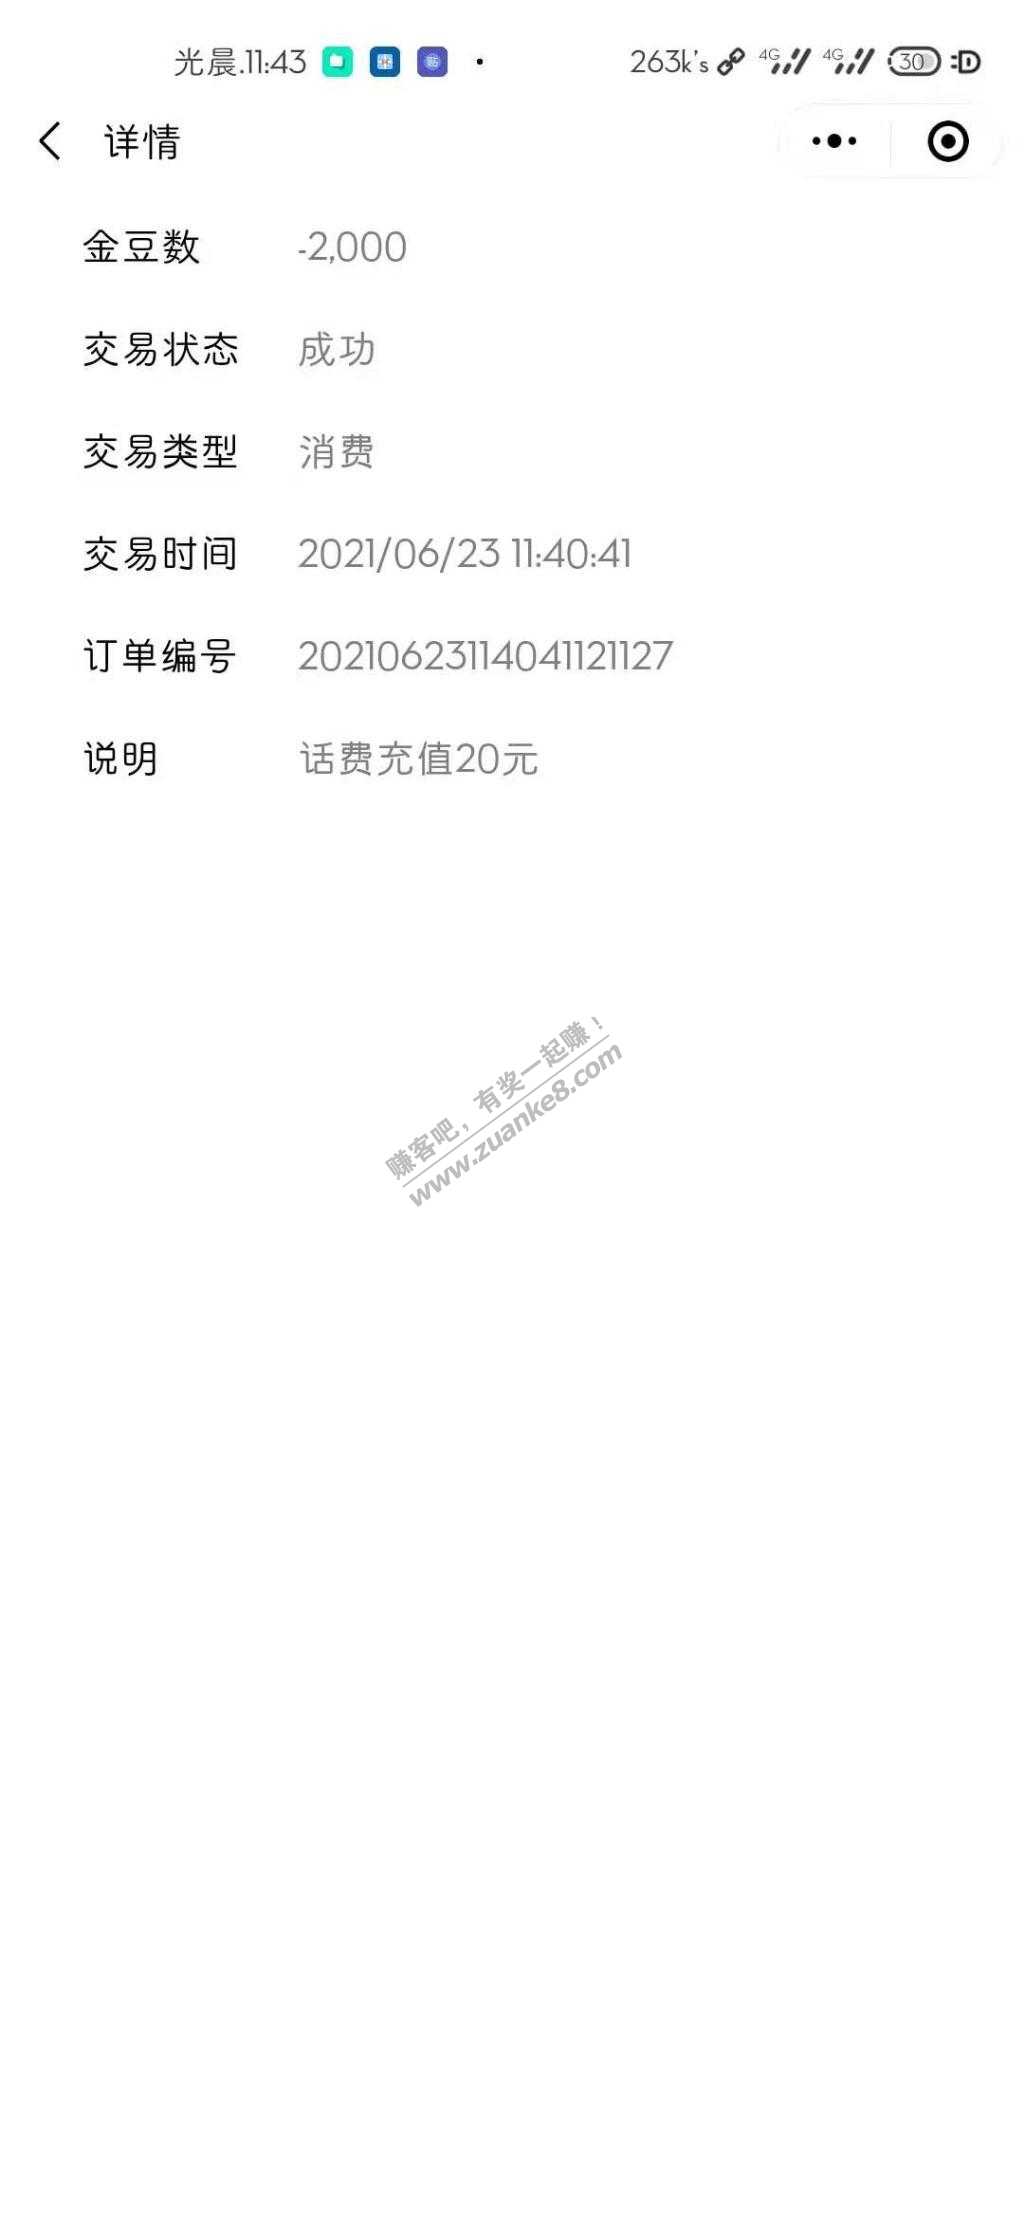 光晨.11:43
263k's 4G 4G 30
详情
金豆数 -2,000
交易状态 成功
交易类型 消费
交易时间 2021/06/23 11:40:41
订单编号 20210623114041121127
说明 话费充值20元
赚客吧，有奖一起赚！
www.zuanke8.com